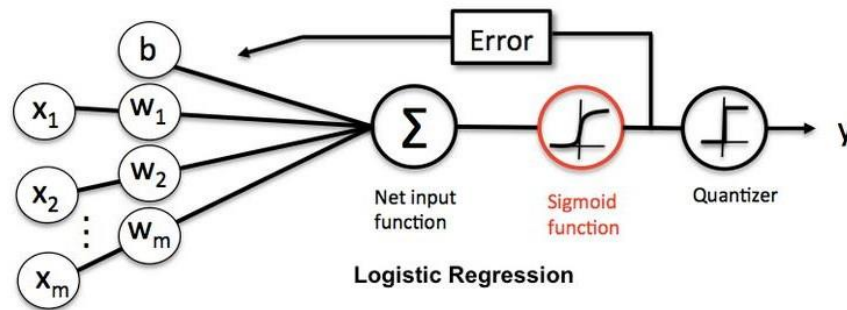 b
Error
x1
w1
Σ
y
x2
w2
Net input
function
Sigmoid
function
Quantizer
⋮
wm
xm
Logistic Regression